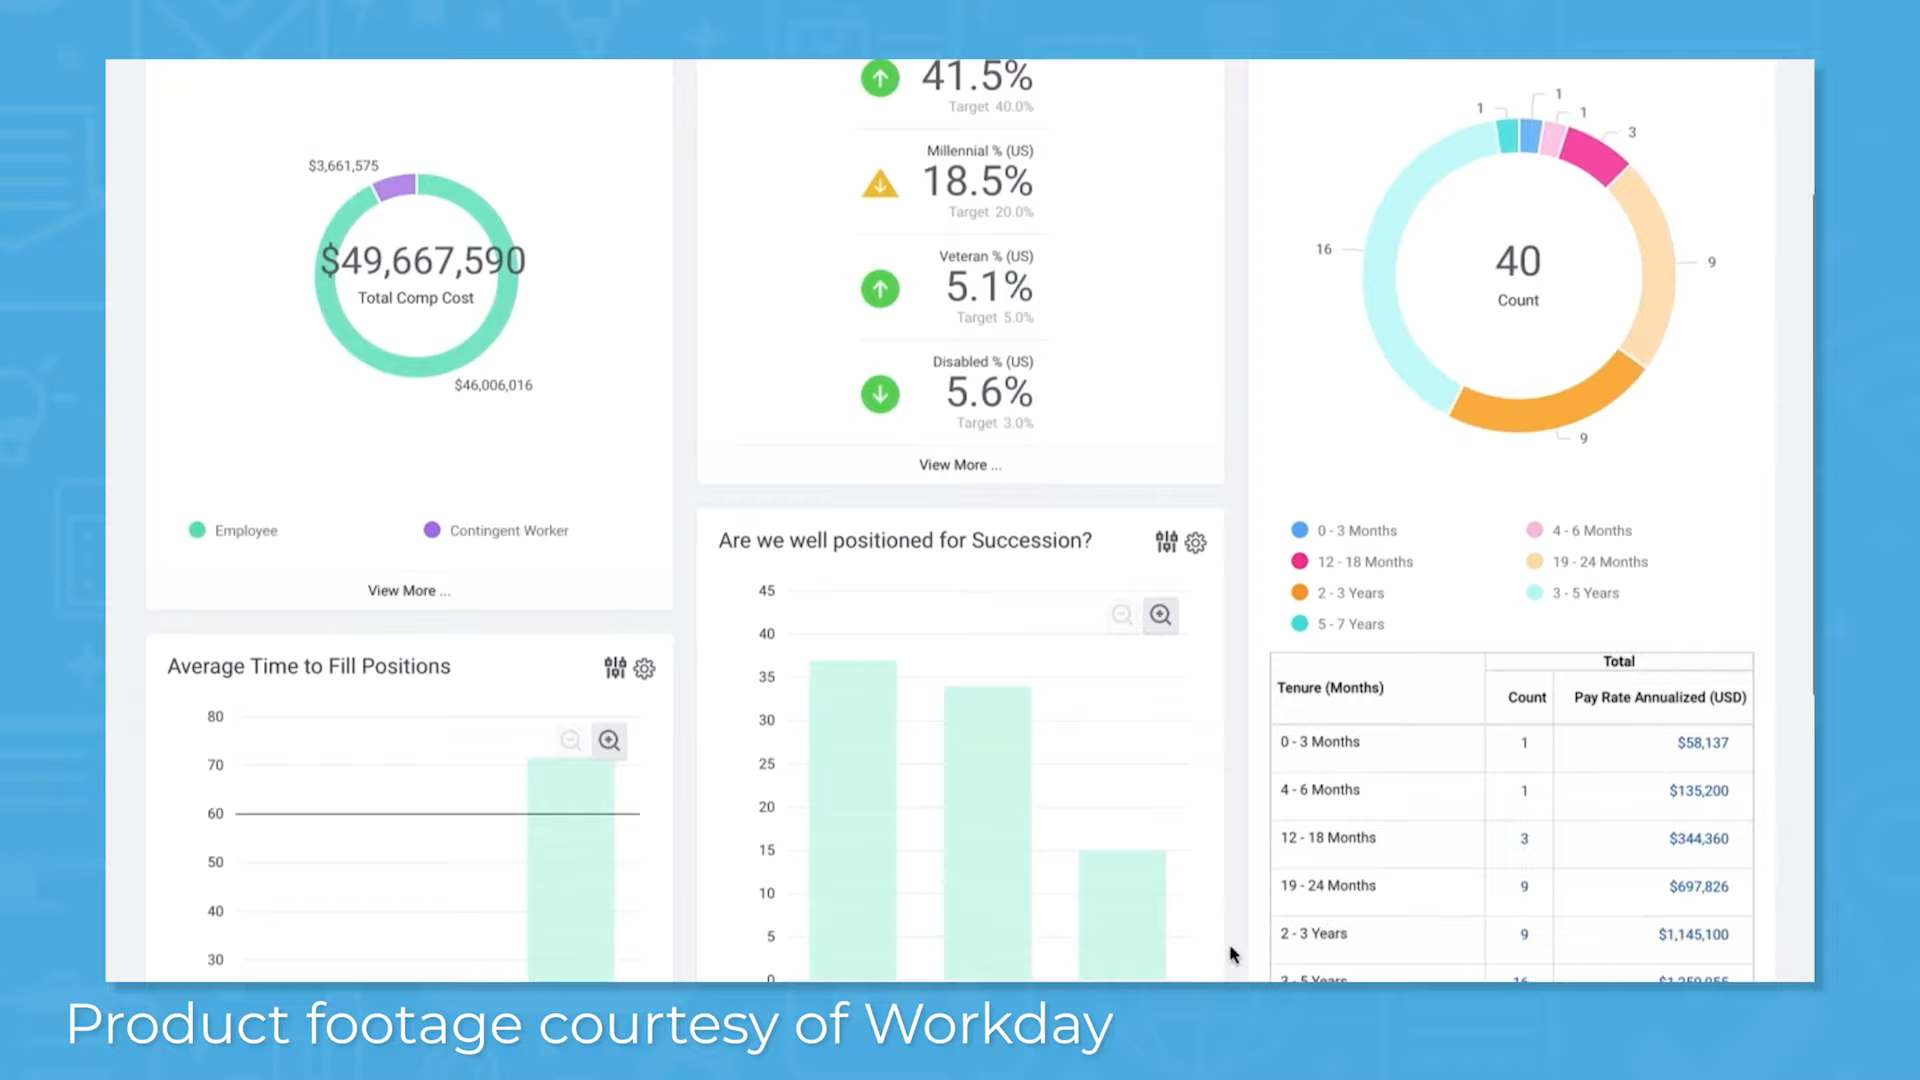 $3,661,575
$49,667,590
Total Comp Cost
$46,006,016
Employee
Contingent Worker
View More ...
Average Time to Fill Positions
80
70
60
50
40
30
41.5%
Target 40.0%
Millennial % (US)
18.5%
Target 20.0%
Veteran % (US)
5.1%
Target 5.0%
Disabled % (US)
5.6%
Target 3.0%
View More ...
Are we well positioned for Succession?
45
40
35
30
25
20
15
10
5
0
1
1
1
3
16
9
9
40
Count
0 - 3 Months
4 - 6 Months
12 - 18 Months
19 - 24 Months
2 - 3 Years
3 - 5 Years
5 - 7 Years
Total
Tenure (Months)
Count
Pay Rate Annualized (USD)
0 - 3 Months 1 $58,137
4 - 6 Months 1 $135,200
12 - 18 Months 3 $344,360
19 - 24 Months 9 $697,826
2 - 3 Years 9 $1,145,100
3 - 5 Years 16
Product footage courtesy of Workday